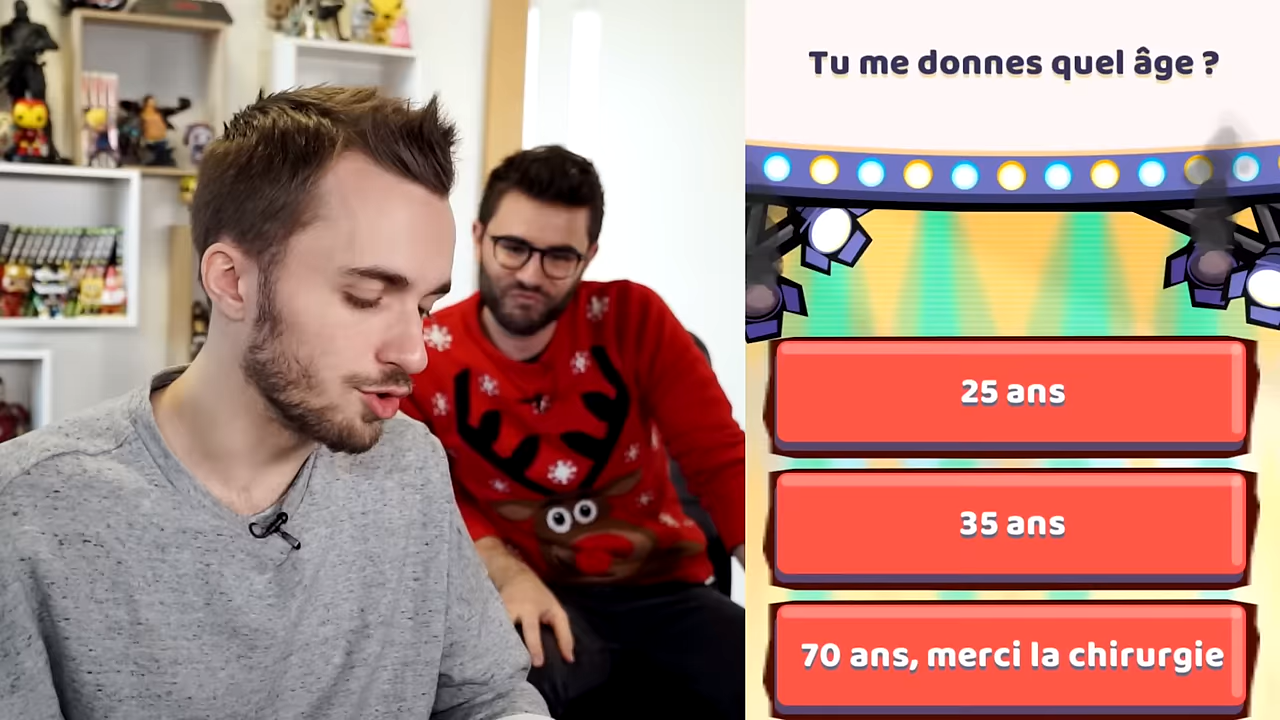 Tu me donnes quel âge ?
25 ans
35 ans
70 ans, merci la chirurgie